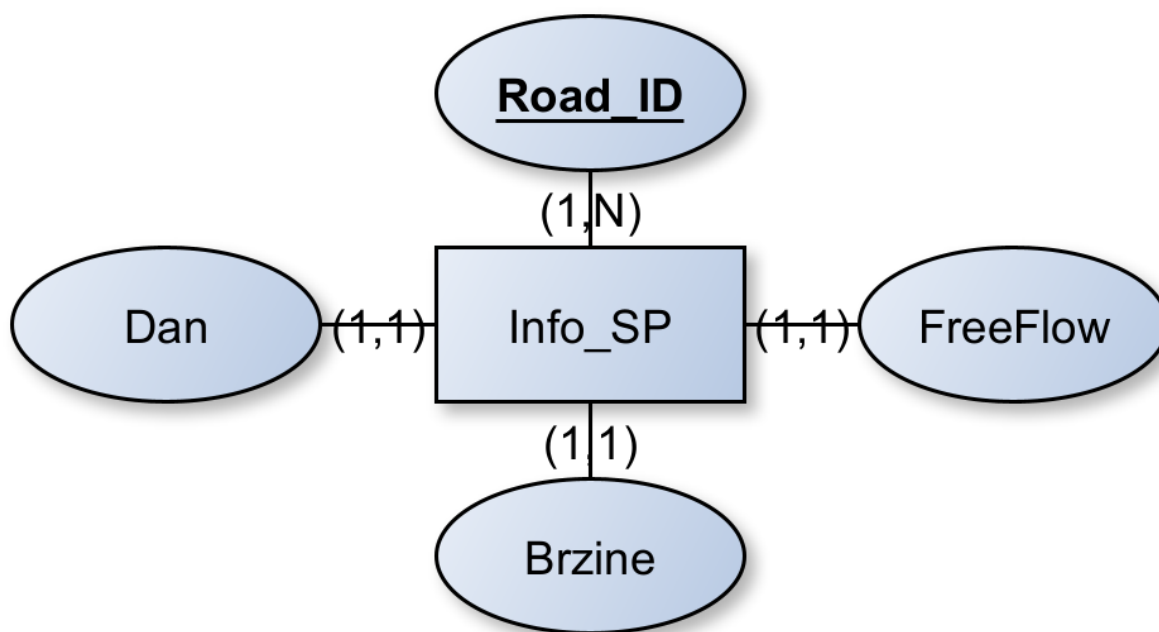 Road_ID
(1,N)
Dan
(1,1)
Info_SP
(1,1)
FreeFlow
(1,1)
Brzine